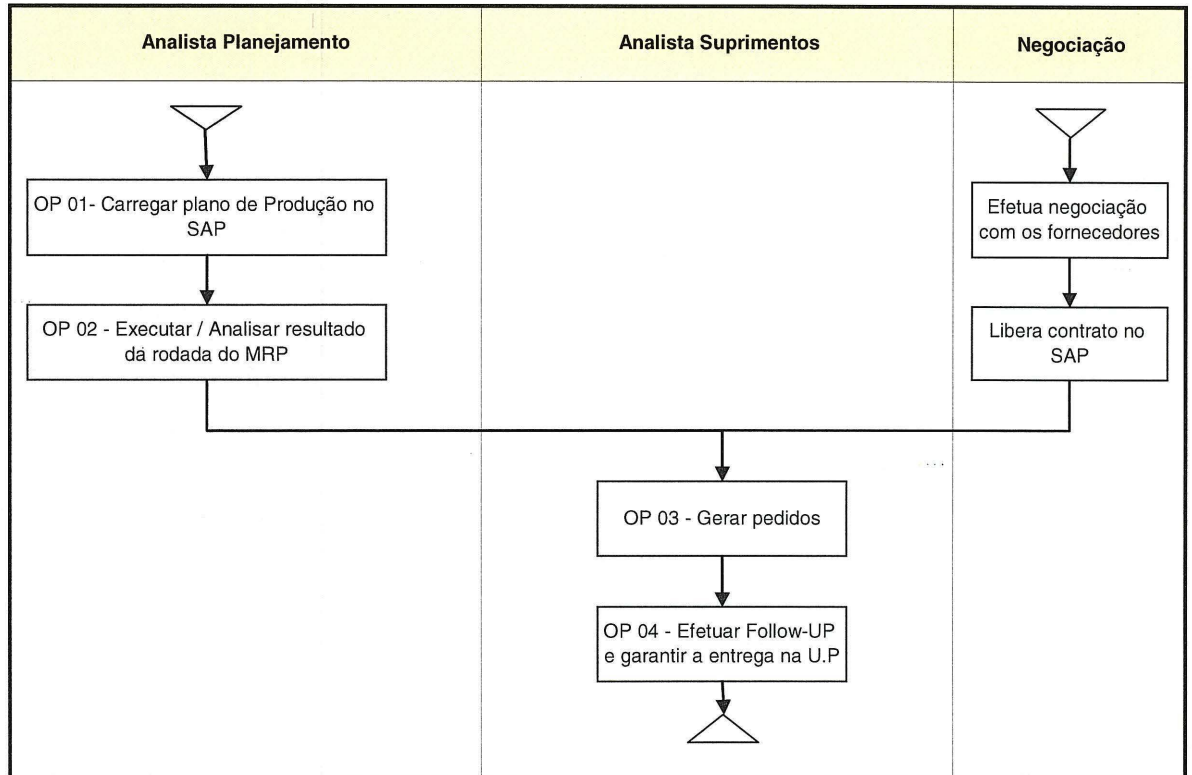 Analista Planejamento
Analista Suprimentos
Negociação
OP 01- Carregar plano de Produção no
SAP
OP 02 - Executar / Analisar resultado
da rodada do MRP
Efetua negociação
com os fornecedores
Libera contrato no
SAP
OP 03 - Gerar pedidos
OP 04 - Efetuar Follow-UP
e garantir a entrega na U.P